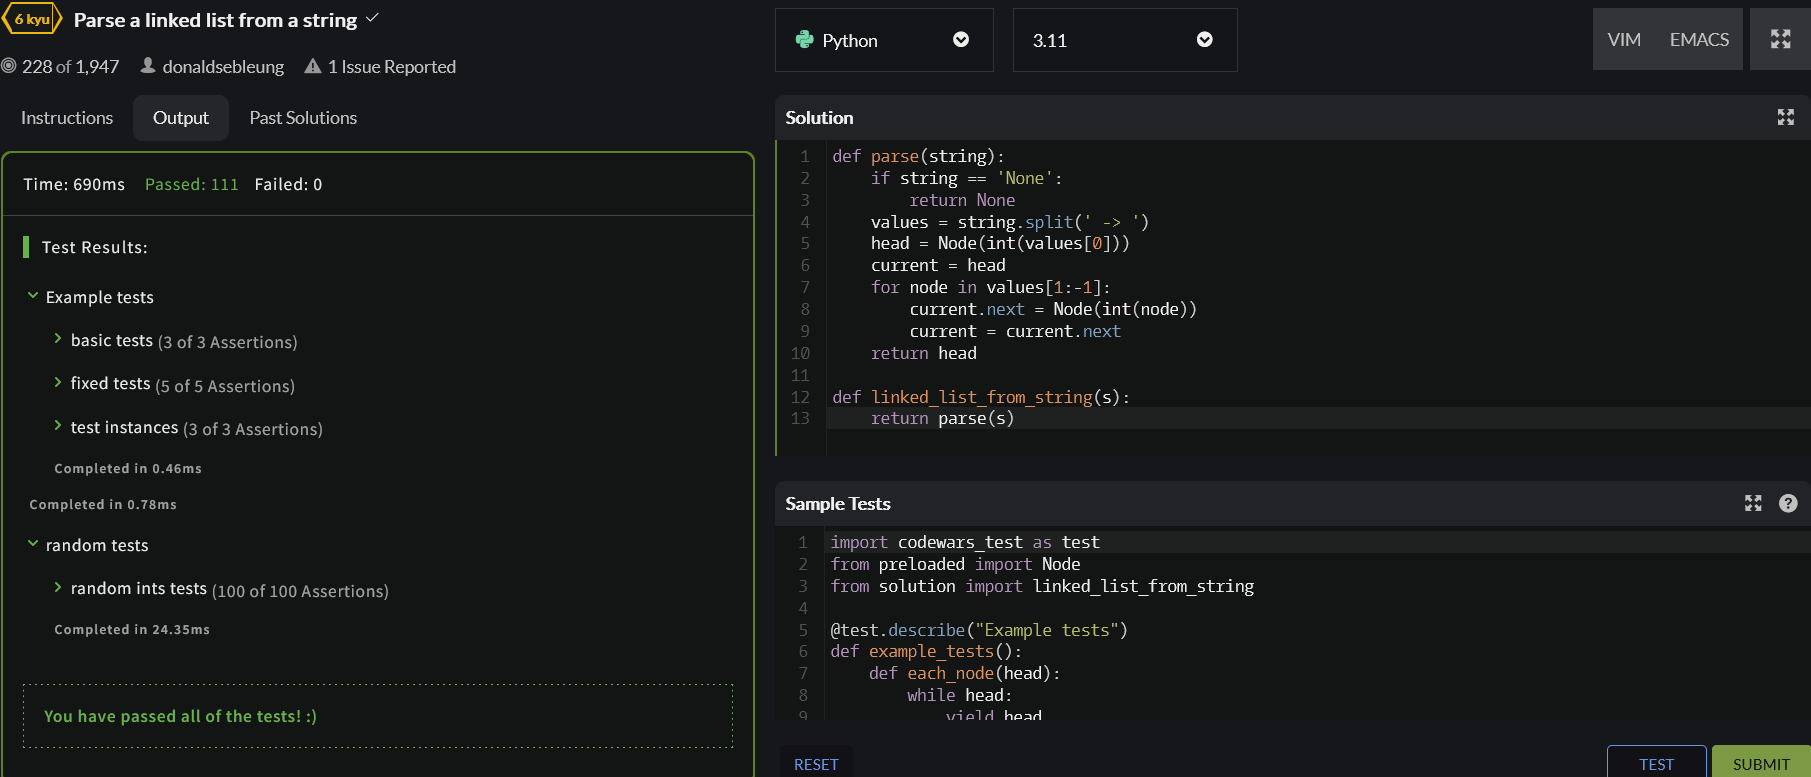 6 kyu Parse a linked list from a string
228 of 1,947 donaldsebleung 1 Issue Reported
Instructions Output Past Solutions
Time: 690ms Passed: 111 Failed: 0
Test Results:
Example tests
basic tests (3 of 3 Assertions)
fixed tests (5 of 5 Assertions)
test instances (3 of 3 Assertions)
Completed in 0.46ms
Completed in 0.78ms
random tests
random ints tests (100 of 100 Assertions)
Completed in 24.35ms
You have passed all of the tests! :)
Python 3.11 VIM EMACS
Solution
1 def parse(string):
2     if string == 'None':
3         return None
4     values = string.split(' -> ')
5     head = Node(int(values[0]))
6     current = head
7     for node in values[1:-1]:
8         current.next = Node(int(node))
9         current = current.next
10     return head
11
12 def linked_list_from_string(s):
13     return parse(s)
Sample Tests ?
1 import codewars_test as test
2 from preloaded import Node
3 from solution import linked_list_from_string
4
5 @test.describe("Example tests")
6 def example_tests():
7     def each_node(head):
8         while head:
9             yield head
RESET TEST SUBMIT